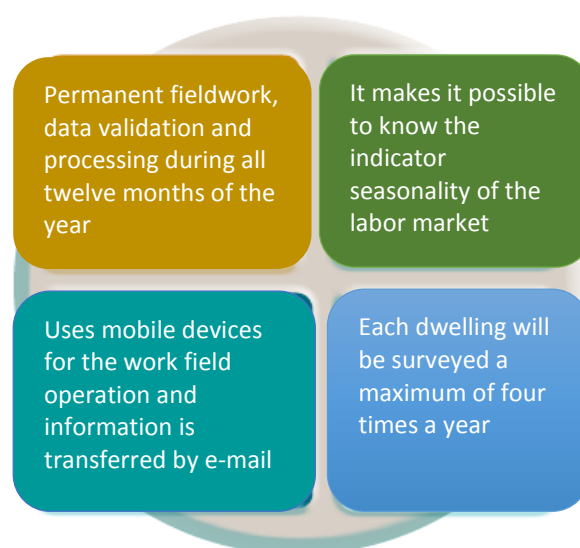 Permanent fieldwork,
data validation and
processing during all
twelve months of the
year
It makes it possible
to know the
indicator
seasonality of the
labor market
Uses mobile devices
for the work field
operation and
information is
transferred by e-mail
Each dwelling will
be surveyed a
maximum of four
times a year